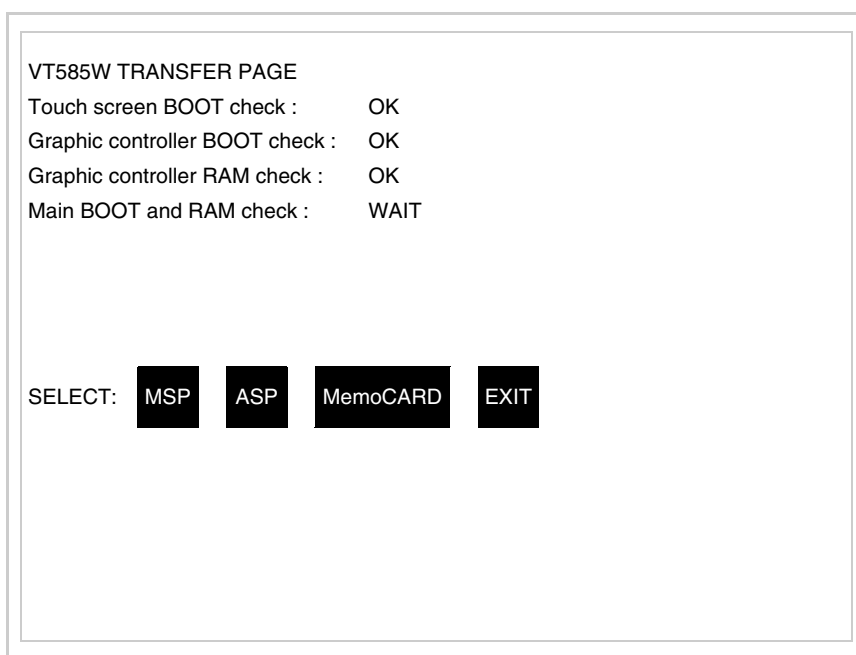 VT585W TRANSFER PAGE
Touch screen BOOT check : OK
Graphic controller BOOT check : OK
Graphic controller RAM check : OK
Main BOOT and RAM check : WAIT
SELECT: MSP ASP MemoCARD EXIT